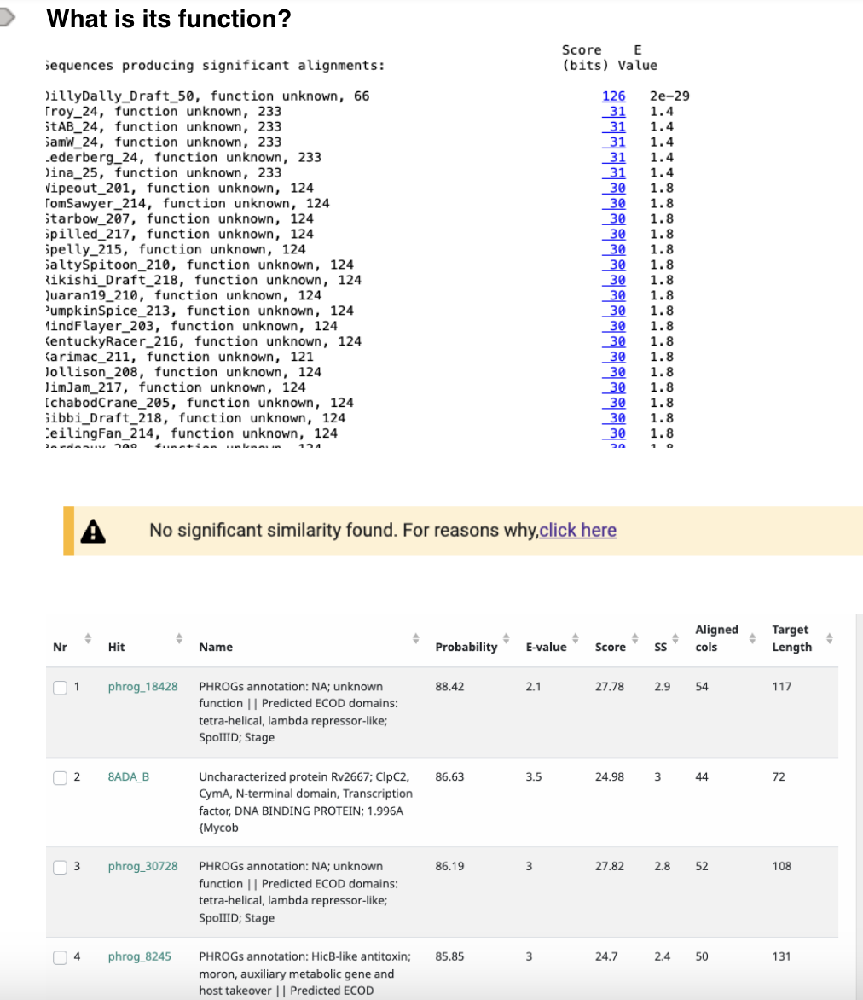 What is its function?
Score E
Sequences producing significant alignments: (bits) Value
DillyDally_Draft_50, function unknown, 66 126 2e-29
Troy_24, function unknown, 233 31 1.4
StAB_24, function unknown, 233 31 1.4
SamW_24, function unknown, 233 31 1.4
Lederberg_24, function unknown, 233 31 1.4
Dina_25, function unknown, 233 31 1.4
Wipeout_201, function unknown, 124 30 1.8
TomSawyer_214, function unknown, 124 30 1.8
Starbow_207, function unknown, 124 30 1.8
Spilled_217, function unknown, 124 30 1.8
Spelly_215, function unknown, 124 30 1.8
SaltySpitoon_210, function unknown, 124 30 1.8
Rikishi_Draft_218, function unknown, 124 30 1.8
Quaran19_210, function unknown, 124 30 1.8
PumpkinSpice_213, function unknown, 124 30 1.8
MindFlayer_203, function unknown, 124 30 1.8
KentuckyRacer_216, function unknown, 124 30 1.8
Karimac_211, function unknown, 121 30 1.8
Jollison_208, function unknown, 124 30 1.8
JimJam_217, function unknown, 124 30 1.8
IchabodCrane_205, function unknown, 124 30 1.8
Gibbi_Draft_218, function unknown, 124 30 1.8
CeilingFan_214, function unknown, 124 30 1.8
No significant similarity found. For reasons why,click here
Nr Hit Name Probability E-value Score SS Aligned cols Target Length
1 phrog_18428 PHROGs annotation: NA; unknown 88.42 2.1 27.78 2.9 54 117
function || Predicted ECOD domains:
tetra-helical, lambda repressor-like;
SpoIIID; Stage
2 8ADA_B Uncharacterized protein Rv2667; ClpC2, 86.63 3.5 24.98 3 44 72
CymA, N-terminal domain, Transcription
factor, DNA BINDING PROTEIN; 1.996A
{Mycob
3 phrog_30728 PHROGs annotation: NA; unknown 86.19 3 27.82 2.8 52 108
function || Predicted ECOD domains:
tetra-helical, lambda repressor-like;
SpoIIID; Stage
4 phrog_8245 PHROGs annotation: HicB-like antitoxin; 85.85 3 24.7 2.4 50 131
moron, auxiliary metabolic gene and
host takeover || Predicted ECOD